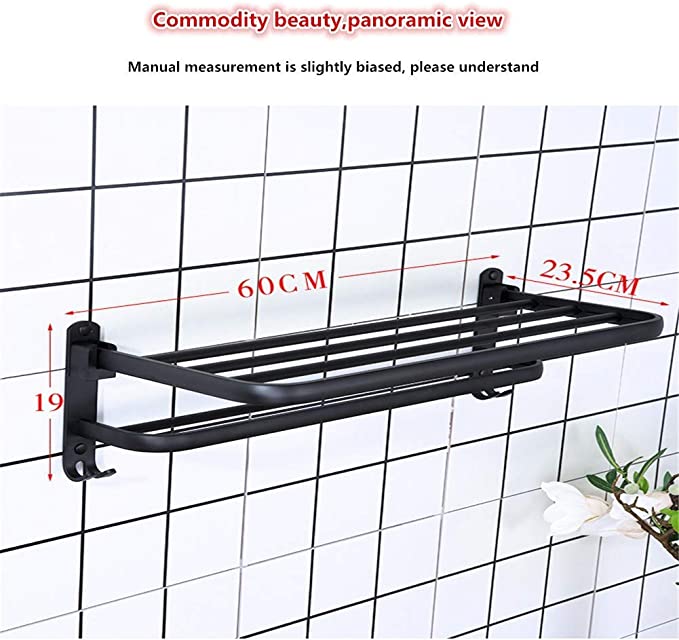 Commodity beauty,panoramic view
Manual measurement is slightly biased, please understand
60CM
23.5CM
19